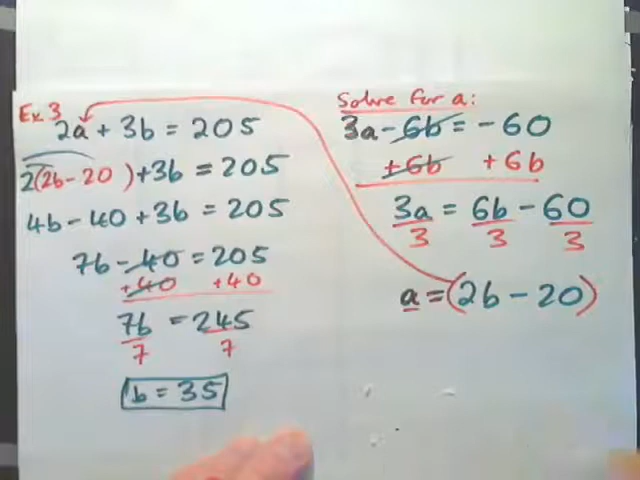 Ex.3
2a + 3b = 205
2(2b - 20) + 3b = 205
4b - 40 + 3b = 205
7b - 40 = 205
+40 +40
7b = 245
7 7
b = 35
Solve for a:
3a - 6b = -60
+6b +6b
3a = 6b - 60
3 3 3
a = (2b - 20)